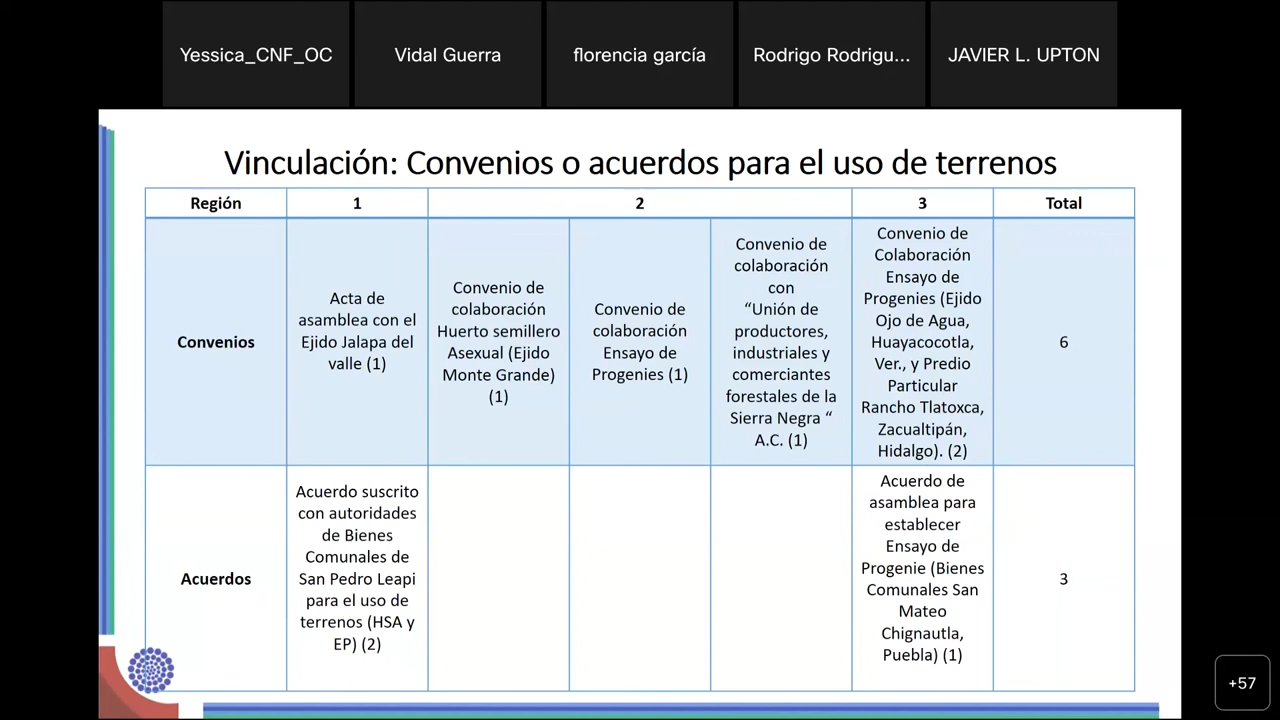 Yessica_CNF_OC
Vidal Guerra
florencia garcía
Rodrigo Rodrigu...
JAVIER L. UPTON
Vinculación: Convenios o acuerdos para el uso de terrenos
Región
1
2
3
Total
Convenios
Acta de
asamblea con el
Ejido Jalapa del
valle (1)
Convenio de
colaboración
Huerto semillero
Asexual (Ejido
Monte Grande)
(1)
Convenio de
colaboración
Ensayo de
Progenies (1)
Convenio de
colaboración
con
“Unión de
productores,
industriales y
comerciantes
forestales de la
Sierra Negra “
A.C. (1)
Convenio de
Colaboración
Ensayo de
Progenies (Ejido
Ojo de Agua,
Huayacocotla,
Ver., y Predio
Particular
Rancho Tlatoxca,
Zacualtipán,
Hidalgo). (2)
6
Acuerdos
Acuerdo suscrito
con autoridades
de Bienes
Comunales de
San Pedro Leapi
para el uso de
terrenos (HSA y
EP) (2)
Acuerdo de
asamblea para
establecer
Ensayo de
Progenie (Bienes
Comunales San
Mateo
Chignautla,
Puebla) (1)
3
+57